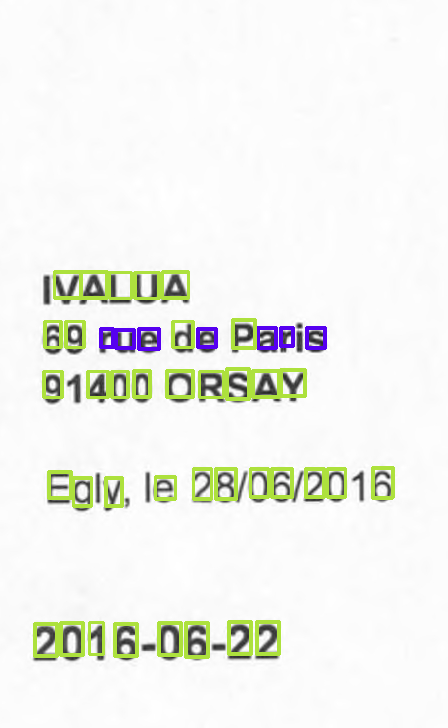 IVALUA
69 rue de Paris
91400 ORSAY
Egly, le 28/06/2016
2016-06-22